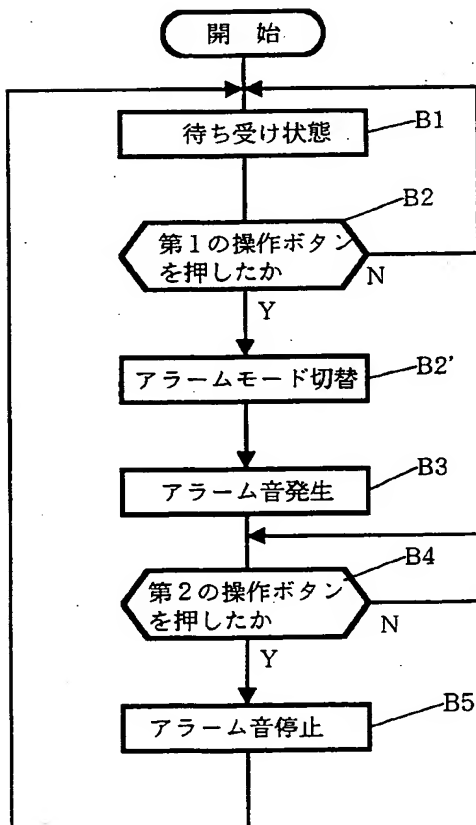 開 始
待ち受け状態
B1
B2
第1の操作ボタン
を押したか
N
Y
アラームモード切替
B2'
アラーム音発生
B3
B4
第2の操作ボタン
を押したか
N
Y
B5
アラーム音停止